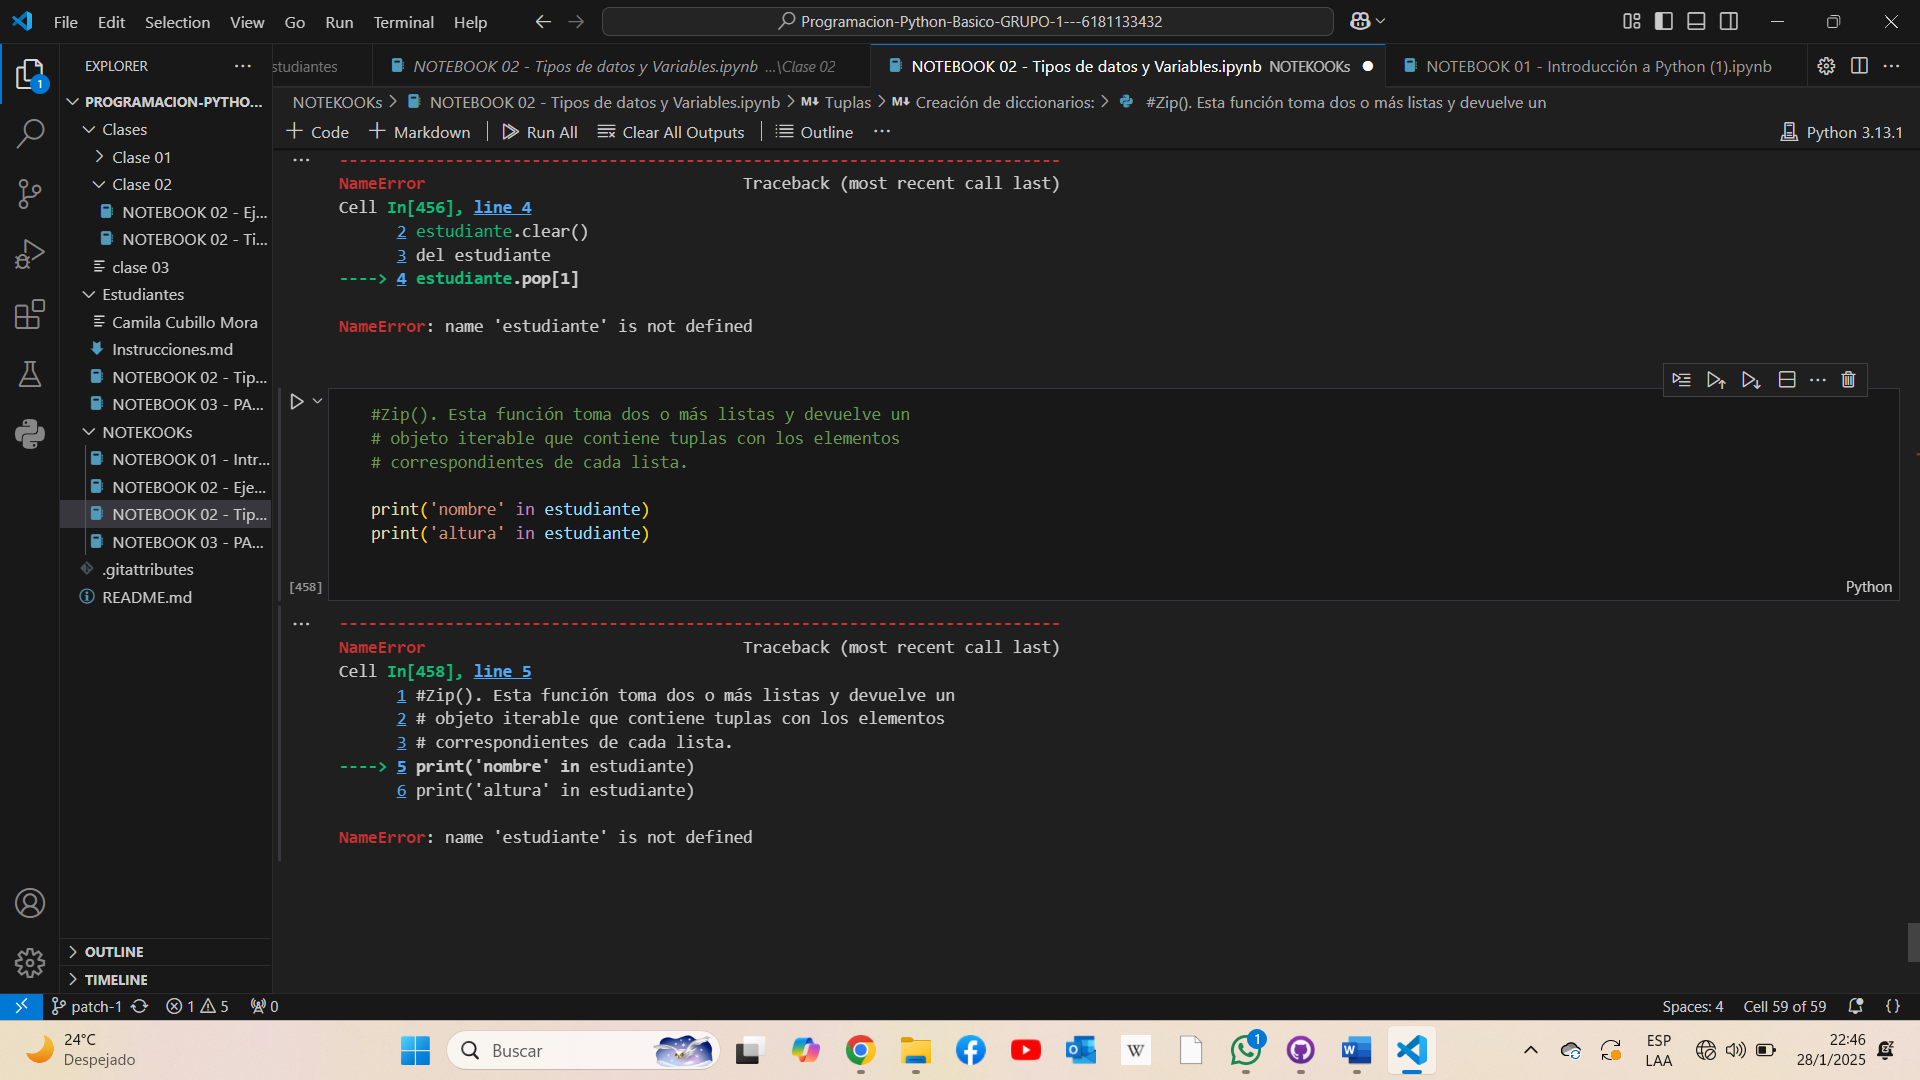 File Edit Selection View Go Run Terminal Help
Programacion-Python-Basico-GRUPO-1---6181133432
EXPLORER
studiantes
NOTEBOOK 02 - Tipos de datos y Variables.ipynb ...\Clase 02
NOTEBOOK 02 - Tipos de datos y Variables.ipynb NOTEKOOKs
NOTEBOOK 01 - Introducción a Python (1).ipynb
PROGRAMACION-PYTHO...
Clases
Clase 01
Clase 02
NOTEBOOK 02 - Ej...
NOTEBOOK 02 - Ti...
clase 03
Estudiantes
Camila Cubillo Mora
Instrucciones.md
NOTEBOOK 02 - Tip...
NOTEBOOK 03 - PA...
NOTEKOOKs
NOTEBOOK 01 - Intr...
NOTEBOOK 02 - Eje...
NOTEBOOK 02 - Tip...
NOTEBOOK 03 - PA...
.gitattributes
README.md
OUTLINE
TIMELINE
NOTEKOOKs > NOTEBOOK 02 - Tipos de datos y Variables.ipynb > M↓ Tuplas > M↓ Creación de diccionarios: > #Zip(). Esta función toma dos o más listas y devuelve un
+ Code + Markdown Run All Clear All Outputs Outline ... Python 3.13.1
---------------------------------------------------------------------------
NameError Traceback (most recent call last)
Cell In[456], line 4
2 estudiante.clear()
3 del estudiante
----> 4 estudiante.pop[1]
NameError: name 'estudiante' is not defined
#Zip(). Esta función toma dos o más listas y devuelve un
# objeto iterable que contiene tuplas con los elementos
# correspondientes de cada lista.
print('nombre' in estudiante)
print('altura' in estudiante)
[458]
Python
---------------------------------------------------------------------------
NameError Traceback (most recent call last)
Cell In[458], line 5
1 #Zip(). Esta función toma dos o más listas y devuelve un
2 # objeto iterable que contiene tuplas con los elementos
3 # correspondientes de cada lista.
----> 5 print('nombre' in estudiante)
6 print('altura' in estudiante)
NameError: name 'estudiante' is not defined
patch-1 1 5 0
Spaces: 4 Cell 59 of 59 {}
24°C
Despejado
Buscar
W
1
ESP
LAA
22:46
28/1/2025